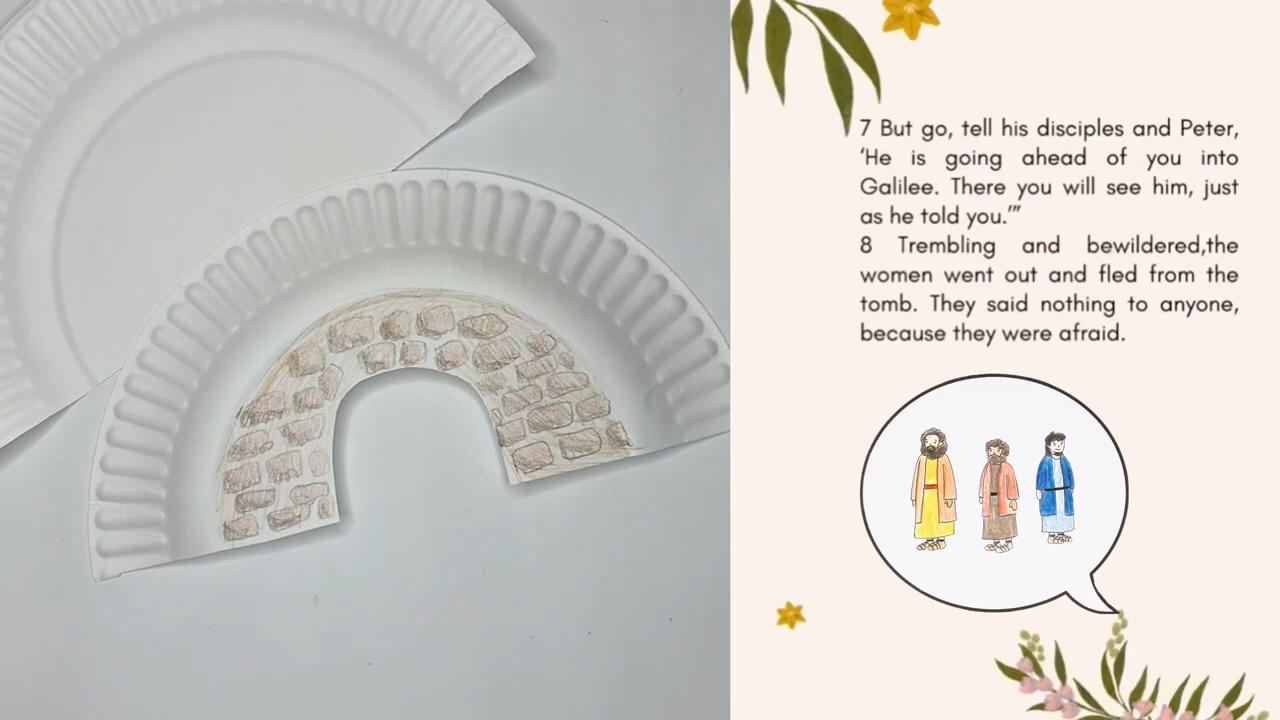 7 But go, tell his disciples and Peter,
‘He is going ahead of you into
Galilee. There you will see him, just
as he told you.’”
8 Trembling and bewildered,the
women went out and fled from the
tomb. They said nothing to anyone,
because they were afraid.